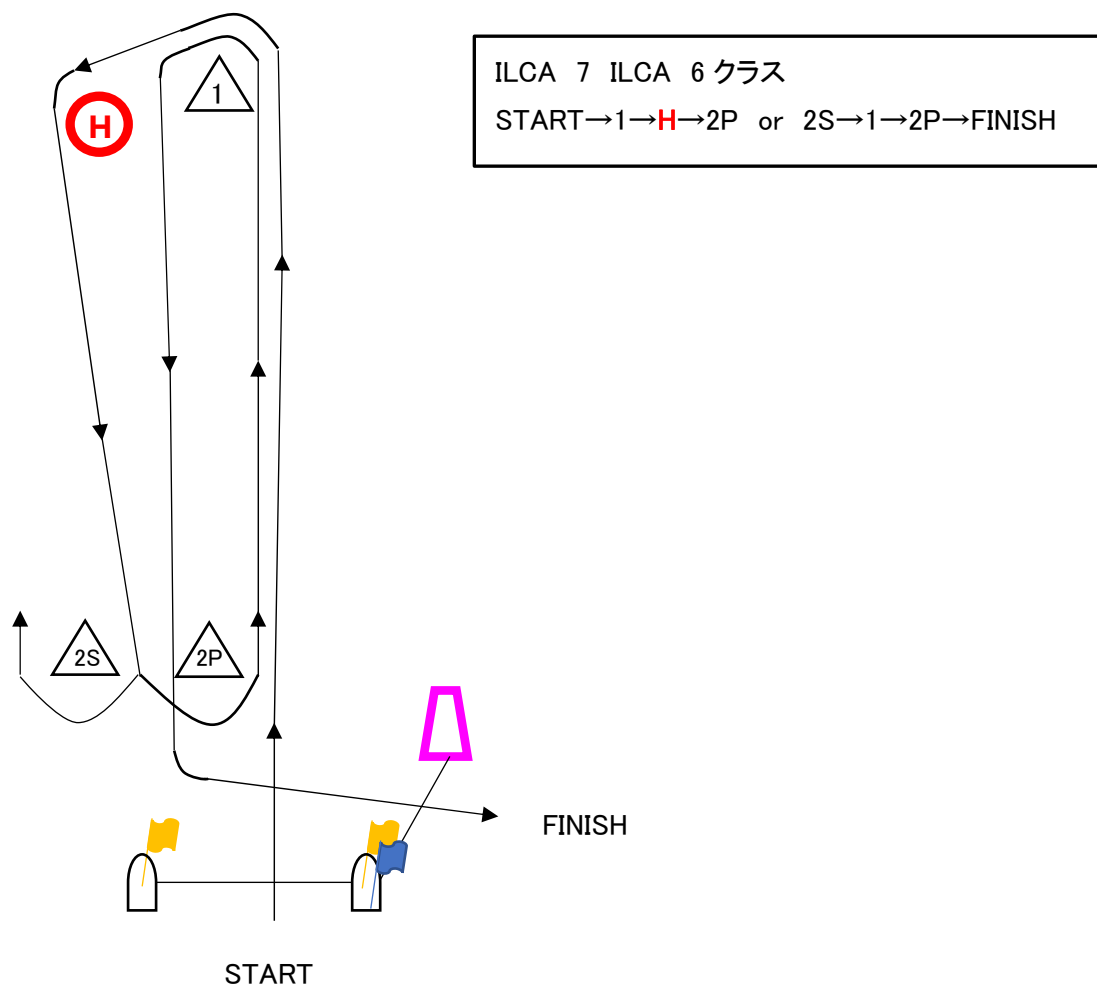 ILCA 7 ILCA 6 クラス
START→1→H→2P or 2S→1→2P→FINISH
1
H
2S
2P
FINISH
START